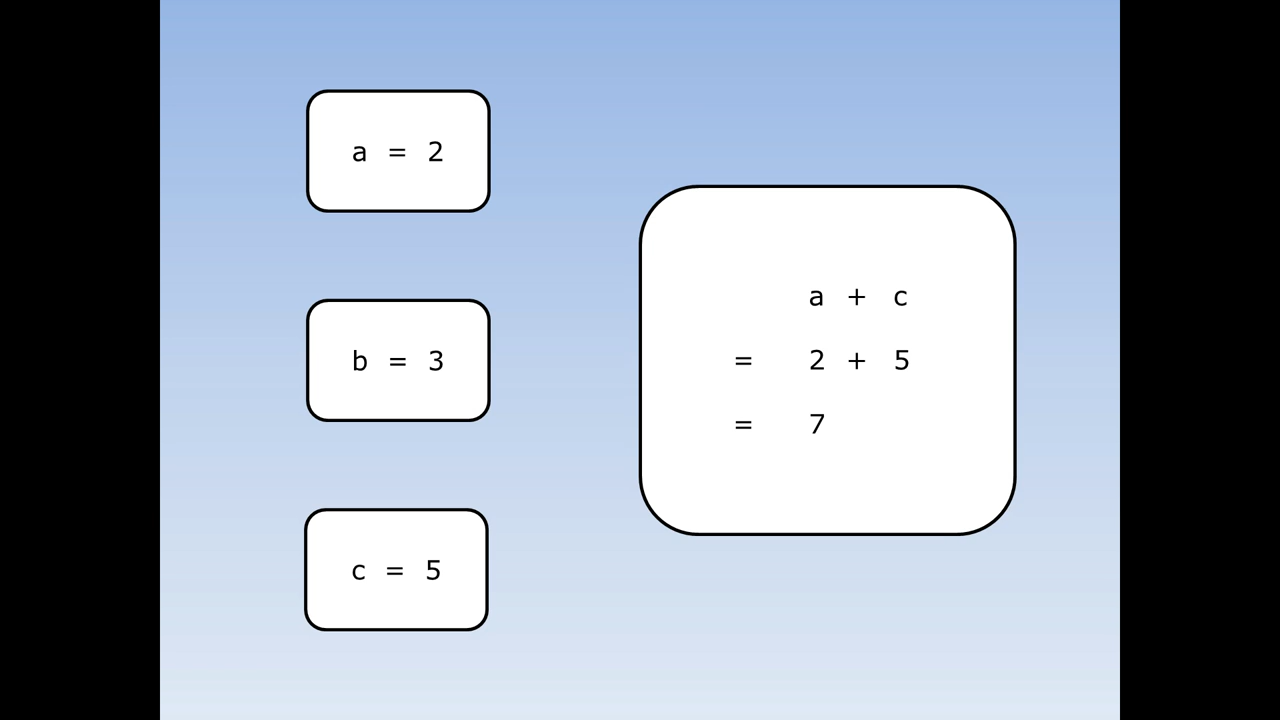 a = 2
b = 3
c = 5
a + c
= 2 + 5
= 7